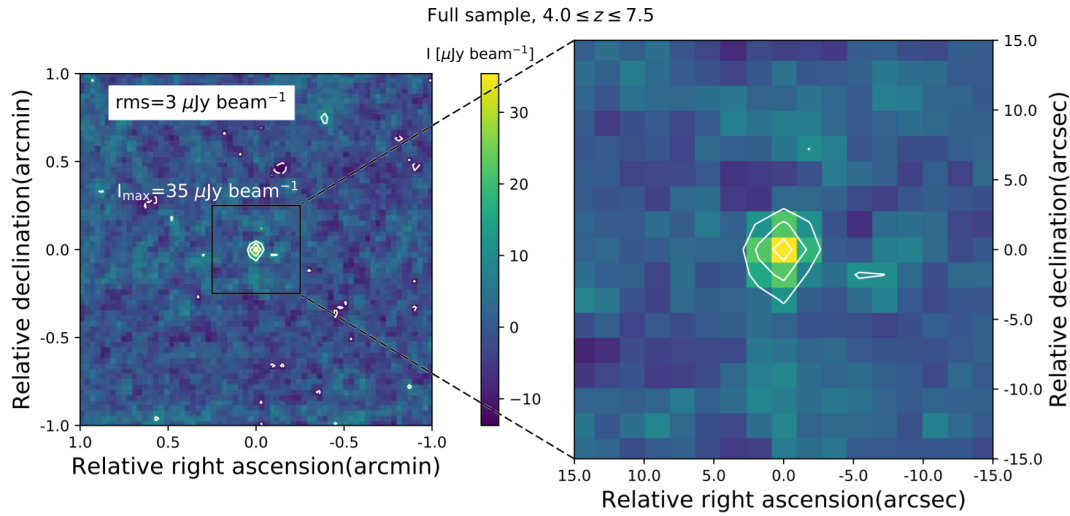 Full sample, 4.0 ≤ z ≤ 7.5
I [μJy beam⁻¹]
rms=3 μJy beam⁻¹
I_max=35 μJy beam⁻¹
Relative declination(arcmin)
1.0
0.5
0.0
-0.5
-1.0
1.0 0.5 0.0 -0.5 -1.0
Relative right ascension(arcmin)
30
20
10
0
−10
15.0
10.0
5.0
0.0
-5.0
-10.0
-15.0
Relative declination(arcsec)
15.0 10.0 5.0 0.0 -5.0 -10.0 -15.0
Relative right ascension(arcsec)